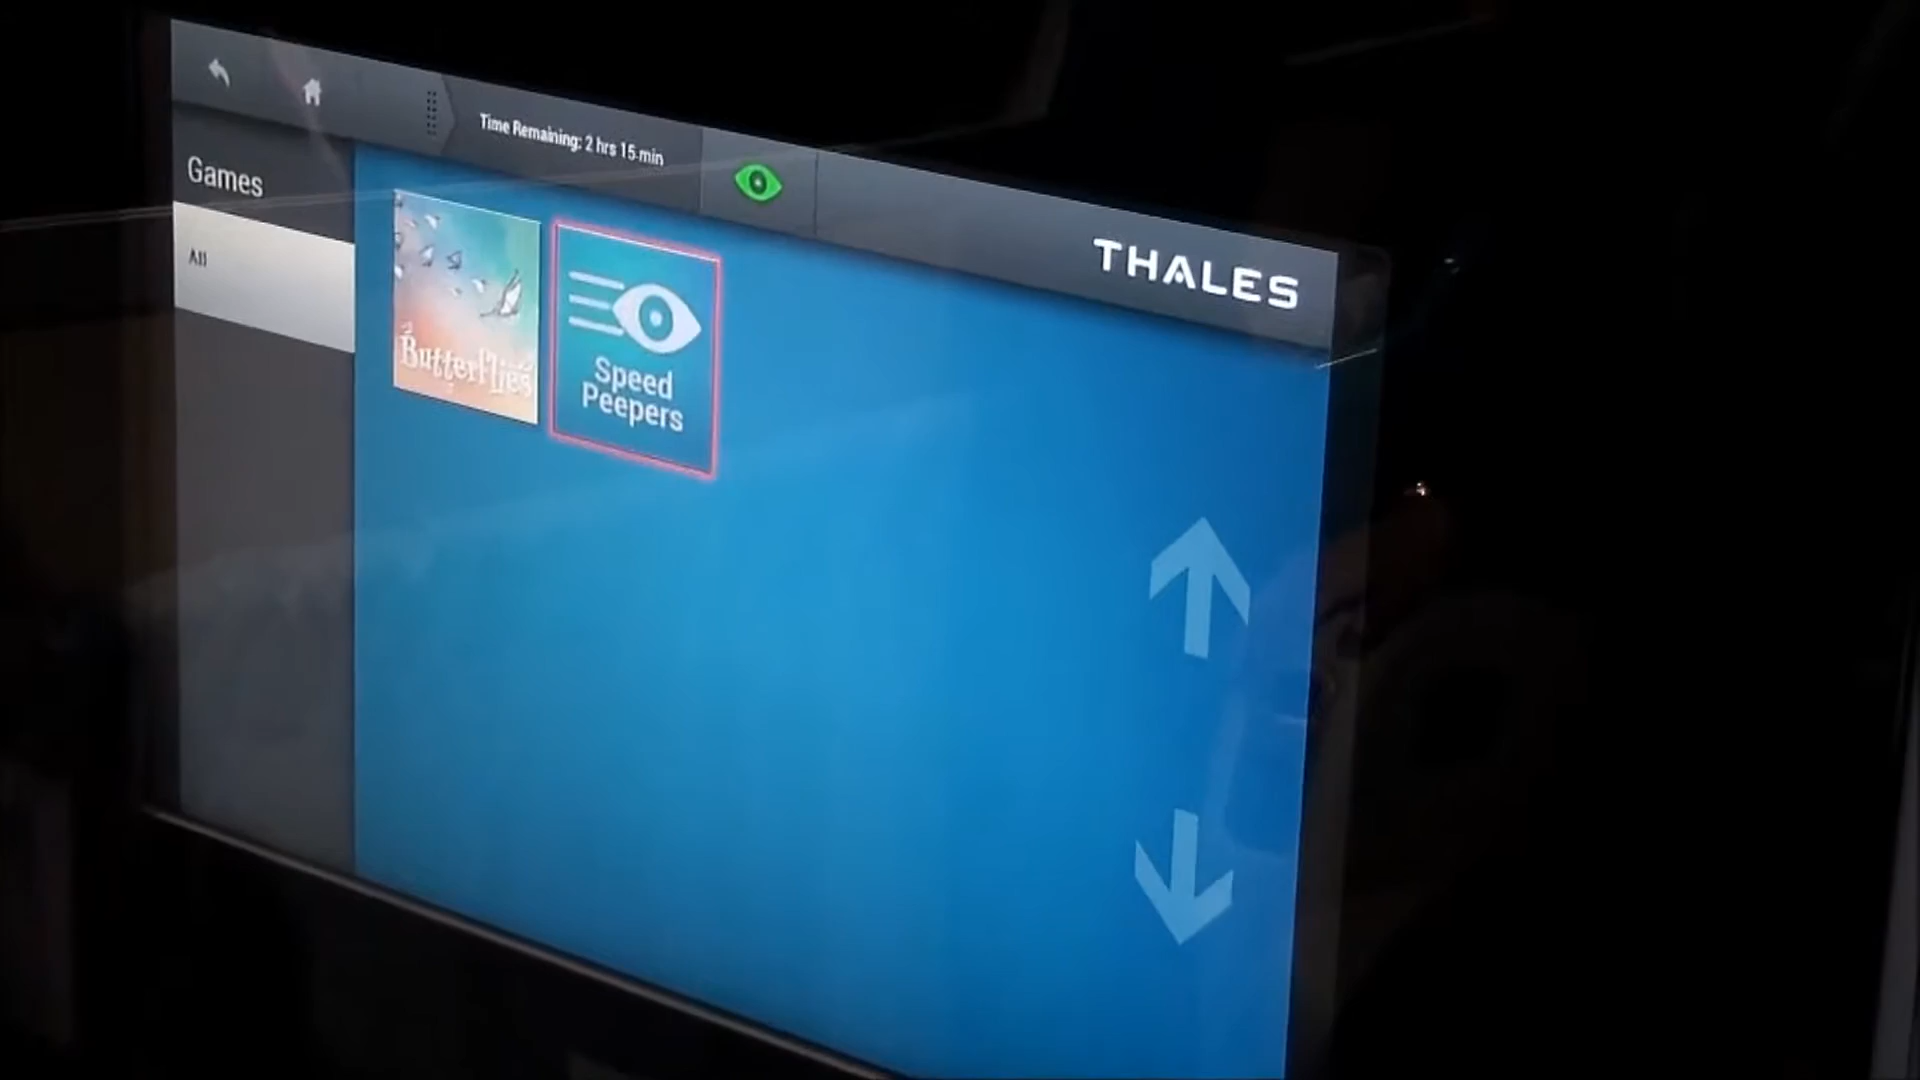 Time Remaining: 2 hrs 15 min
THALES
Games
All
Butterflies
Speed
Peepers